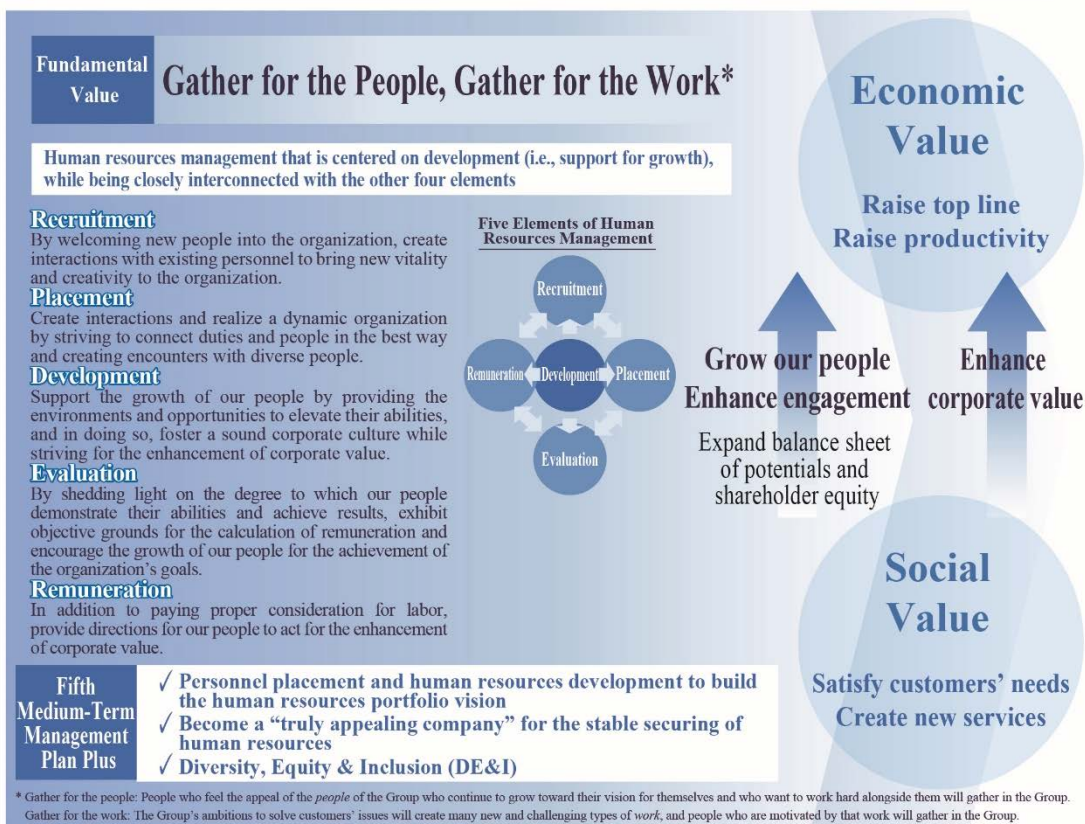 Fundamental
Value
Gather for the People, Gather for the Work*
Human resources management that is centered on development (i.e., support for growth),
while being closely interconnected with the other four elements
Recruitment
By welcoming new people into the organization, create
interactions with existing personnel to bring new vitality
and creativity to the organization.
Placement
Create interactions and realize a dynamic organization
by striving to connect duties and people in the best way
and creating encounters with diverse people.
Development
Support the growth of our people by providing the
environments and opportunities to elevate their abilities,
and in doing so, foster a sound corporate culture while
striving for the enhancement of corporate value.
Evaluation
By shedding light on the degree to which our people
demonstrate their abilities and achieve results, exhibit
objective grounds for the calculation of remuneration and
encourage the growth of our people for the achievement of
the organization's goals.
Remuneration
In addition to paying proper consideration for labor,
provide directions for our people to act for the enhancement
of corporate value.
Five Elements of Human
Resources Management
Recruitment
Remuneration
Development
Placement
Evaluation
Economic
Value
Raise top line
Raise productivity
Grow our people
Enhance engagement
Expand balance sheet
of potentials and
shareholder equity
Enhance
corporate value
Social
Value
Satisfy customers' needs
Create new services
Fifth
Medium-Term
Management
Plan Plus
✓ Personnel placement and human resources development to build
the human resources portfolio vision
✓ Become a “truly appealing company” for the stable securing of
human resources
✓ Diversity, Equity & Inclusion (DE&I)
* Gather for the people: People who feel the appeal of the people of the Group who continue to grow toward their vision for themselves and who want to work hard alongside them will gather in the Group.
Gather for the work: The Group's ambitions to solve customers' issues will create many new and challenging types of work, and people who are motivated by that work will gather in the Group.